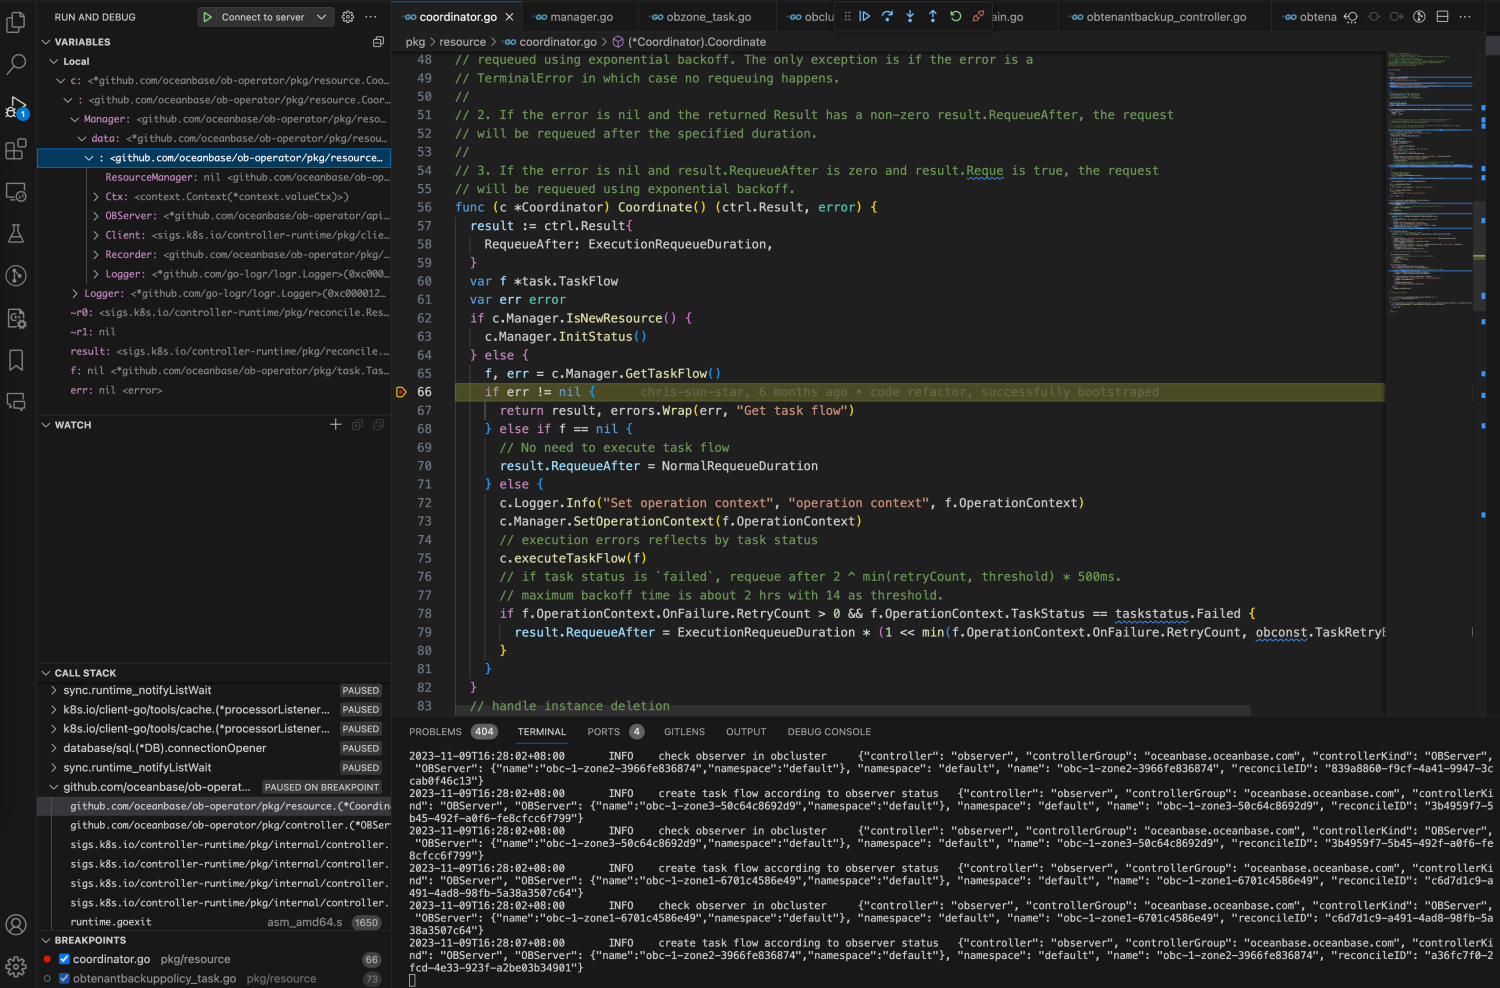 RUN AND DEBUG
Connect to server
coordinator.go
manager.go
obzone_task.go
obclu
ain.go
obtenantbackup_controller.go
obtena
pkg > resource > coordinator.go > (*Coordinator).Coordinate
1
VARIABLES
Local
c: <*github.com/oceanbase/ob-operator/pkg/resource.Coo…
: <github.com/oceanbase/ob-operator/pkg/resource.Coor…
Manager: <github.com/oceanbase/ob-operator/pkg/reso…
data: <*github.com/oceanbase/ob-operator/pkg/resou…
: <github.com/oceanbase/ob-operator/pkg/resource…
ResourceManager: nil <github.com/oceanbase/ob-op…
Ctx: <context.Context(*context.valueCtx)>)
OBServer: <*github.com/oceanbase/ob-operator/api…
Client: <sigs.k8s.io/controller-runtime/pkg/clie…
Recorder: <github.com/oceanbase/ob-operator/pkg/…
Logger: <*github.com/go-logr/logr.Logger>(0xc000…
Logger: <*github.com/go-logr/logr.Logger>(0xc000012…
~r0: <sigs.k8s.io/controller-runtime/pkg/reconcile.Res…
~r1: nil
result: <sigs.k8s.io/controller-runtime/pkg/reconcile.…
f: nil <*github.com/oceanbase/ob-operator/pkg/task.Tas…
err: nil <error>
WATCH
CALL STACK
sync.runtime_notifyListWait PAUSED
k8s.io/client-go/tools/cache.(*processorListener… PAUSED
k8s.io/client-go/tools/cache.(*processorListener… PAUSED
database/sql.(*DB).connectionOpener PAUSED
sync.runtime_notifyListWait PAUSED
github.com/oceanbase/ob-operat… PAUSED ON BREAKPOINT
github.com/oceanbase/ob-operator/pkg/resource.(*Coordin
github.com/oceanbase/ob-operator/pkg/controller.(*OBSer
sigs.k8s.io/controller-runtime/pkg/internal/controller.
sigs.k8s.io/controller-runtime/pkg/internal/controller.
sigs.k8s.io/controller-runtime/pkg/internal/controller.
sigs.k8s.io/controller-runtime/pkg/internal/controller.
runtime.goexit asm_amd64.s 1650
BREAKPOINTS
coordinator.go pkg/resource 66
obtenantbackuppolicy_task.go pkg/resource 73
48 // requeued using exponential backoff. The only exception is if the error is a
49 // TerminalError in which case no requeuing happens.
50 //
51 // 2. If the error is nil and the returned Result has a non-zero result.RequeueAfter, the request
52 // will be requeued after the specified duration.
53 //
54 // 3. If the error is nil and result.RequeueAfter is zero and result.Reque is true, the request
55 // will be requeued using exponential backoff.
56 func (c *Coordinator) Coordinate() (ctrl.Result, error) {
57 result := ctrl.Result{
58 RequeueAfter: ExecutionRequeueDuration,
59 }
60 var f *task.TaskFlow
61 var err error
62 if c.Manager.IsNewResource() {
63 c.Manager.InitStatus()
64 } else {
65 f, err = c.Manager.GetTaskFlow()
66 if err != nil { chris-sun-star, 6 months ago • code refactor, successfully bootstraped
67 return result, errors.Wrap(err, "Get task flow")
68 } else if f == nil {
69 // No need to execute task flow
70 result.RequeueAfter = NormalRequeueDuration
71 } else {
72 c.Logger.Info("Set operation context", "operation context", f.OperationContext)
73 c.Manager.SetOperationContext(f.OperationContext)
74 // execution errors reflects by task status
75 c.executeTaskFlow(f)
76 // if task status is `failed`, requeue after 2 ^ min(retryCount, threshold) * 500ms.
77 // maximum backoff time is about 2 hrs with 14 as threshold.
78 if f.OperationContext.OnFailure.RetryCount > 0 && f.OperationContext.TaskStatus == taskstatus.Failed {
79 result.RequeueAfter = ExecutionRequeueDuration * (1 << min(f.OperationContext.OnFailure.RetryCount, obconst.TaskRetryB
80 }
81 }
82 }
83 // handle instance deletion
PROBLEMS 404 TERMINAL PORTS 4 GITLENS OUTPUT DEBUG CONSOLE
2023-11-09T16:28:02+08:00 INFO check observer in obcluster {"controller": "observer", "controllerGroup": "oceanbase.oceanbase.com", "controllerKind": "OBServer",
"OBServer": {"name":"obc-1-zone2-3966fe836874","namespace":"default"}, "namespace": "default", "name": "obc-1-zone2-3966fe836874", "reconcileID": "839a8860-f9cf-4a41-9947-3c
cab0f46c13"}
2023-11-09T16:28:02+08:00 INFO create task flow according to observer status {"controller": "observer", "controllerGroup": "oceanbase.oceanbase.com", "controllerKi
nd": "OBServer", "OBServer": {"name":"obc-1-zone3-50c64c8692d9","namespace":"default"}, "namespace": "default", "name": "obc-1-zone3-50c64c8692d9", "reconcileID": "3b4959f7-5
b45-492f-a0f6-fe8cfcc6f799"}
2023-11-09T16:28:02+08:00 INFO check observer in obcluster {"controller": "observer", "controllerGroup": "oceanbase.oceanbase.com", "controllerKind": "OBServer",
"OBServer": {"name":"obc-1-zone3-50c64c8692d9","namespace":"default"}, "namespace": "default", "name": "obc-1-zone3-50c64c8692d9", "reconcileID": "3b4959f7-5b45-492f-a0f6-fe
8cfcc6f799"}
2023-11-09T16:28:02+08:00 INFO create task flow according to observer status {"controller": "observer", "controllerGroup": "oceanbase.oceanbase.com", "controllerKi
nd": "OBServer", "OBServer": {"name":"obc-1-zone1-6701c4586e49","namespace":"default"}, "namespace": "default", "name": "obc-1-zone1-6701c4586e49", "reconcileID": "c6d7d1c9-a
491-4ad8-98fb-5a38a3507c64"}
2023-11-09T16:28:02+08:00 INFO check observer in obcluster {"controller": "observer", "controllerGroup": "oceanbase.oceanbase.com", "controllerKind": "OBServer",
"OBServer": {"name":"obc-1-zone1-6701c4586e49","namespace":"default"}, "namespace": "default", "name": "obc-1-zone1-6701c4586e49", "reconcileID": "c6d7d1c9-a491-4ad8-98fb-5a
38a3507c64"}
2023-11-09T16:28:07+08:00 INFO create task flow according to observer status {"controller": "observer", "controllerGroup": "oceanbase.oceanbase.com", "controllerKi
nd": "OBServer", "OBServer": {"name":"obc-1-zone2-3966fe836874","namespace":"default"}, "namespace": "default", "name": "obc-1-zone2-3966fe836874", "reconcileID": "a36fc7f0-2
fcd-4e33-923f-a2be03b34901"}